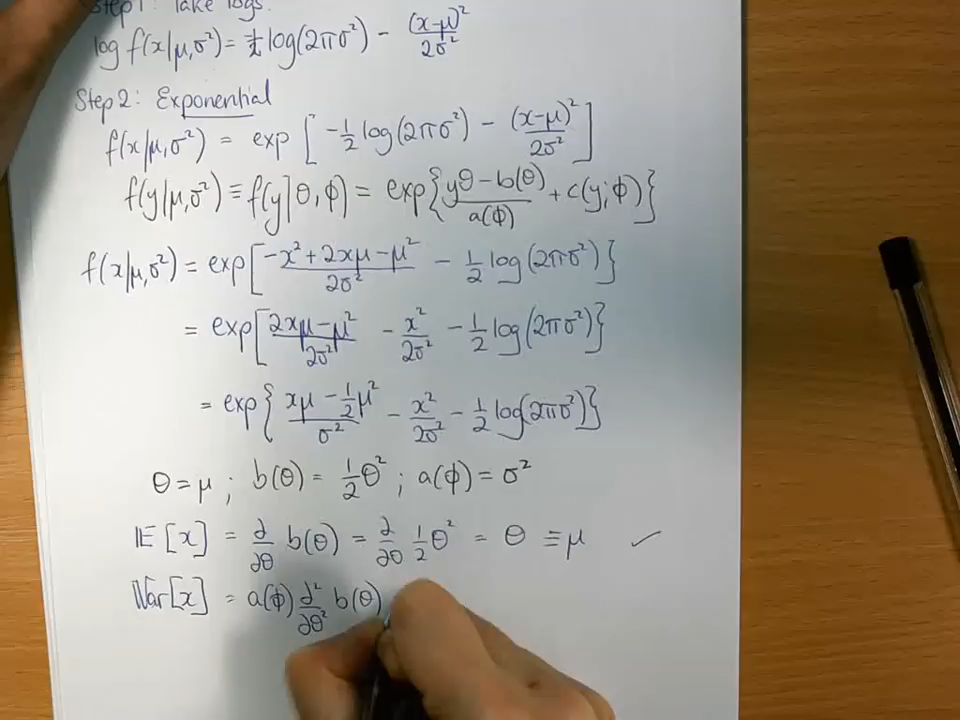 Step 1: Take logs.
log f(x|μ,σ²) = ½ log(2πσ²) - (x-μ)²/2σ²
Step 2: Exponential
f(x|μ,σ²) = exp [ -1/2 log(2πσ²) - (x-μ)²/2σ² ]
f(y|μ,σ²) ≡ f(y|θ,ϕ) = exp{ yθ-b(θ)/a(ϕ) + c(y;ϕ) }
f(x|μ,σ²) = exp[ -x²+2xμ-μ²/2σ² - 1/2 log(2πσ²) }
= exp[ 2xμ-μ²/2σ² - x²/2σ² - 1/2 log(2πσ²) }
= exp{ xμ-1/2μ²/σ² - x²/2σ² - 1/2 log(2πσ²) }
θ=μ ; b(θ) = 1/2θ² ; a(ϕ) = σ²
𝔼[x] = ∂/∂θ b(θ) = ∂/∂θ 1/2θ² = θ ≡ μ ✓
𝕍ar[x] = a(ϕ) ∂²/∂θ² b(θ)